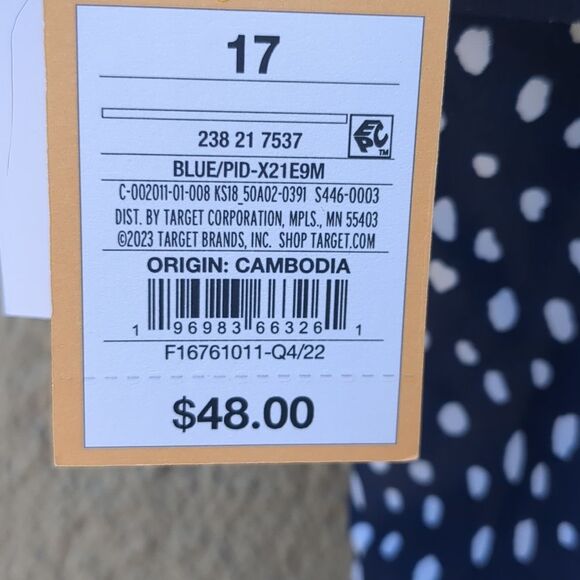 17
238 21 7537
EPC
TM
BLUE/PID-X21E9M
C-002011-01-008 KS18_50A02-0391 S446-0003
DIST. BY TARGET CORPORATION, MPLS., MN 55403
©2023 TARGET BRANDS, INC. SHOP TARGET.COM
ORIGIN: CAMBODIA
1 96983 66326 1
F16761011-Q4/22
$48.00